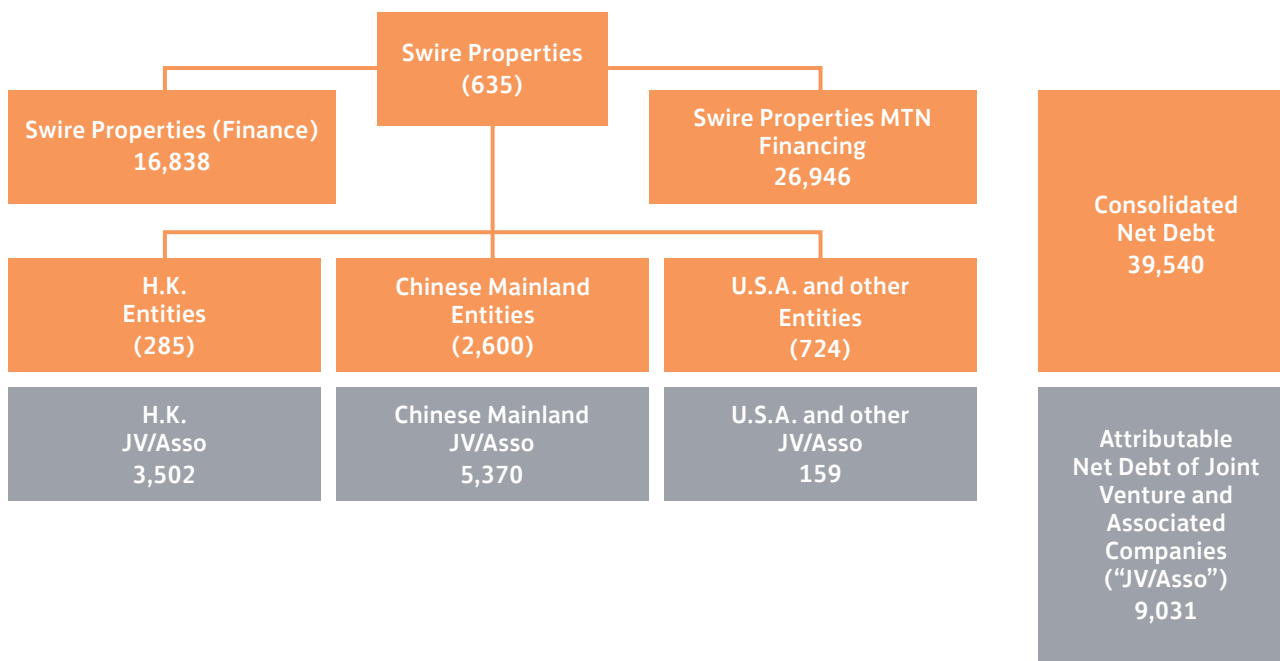 Swire Properties
(635)
Swire Properties (Finance)
16,838
Swire Properties MTN
Financing
26,946
H.K.
Entities
(285)
Chinese Mainland
Entities
(2,600)
U.S.A. and other
Entities
(724)
H.K.
JV/Asso
3,502
Chinese Mainland
JV/Asso
5,370
U.S.A. and other
JV/Asso
159
Consolidated
Net Debt
39,540
Attributable
Net Debt of Joint
Venture and
Associated
Companies
(“JV/Asso”)
9,031